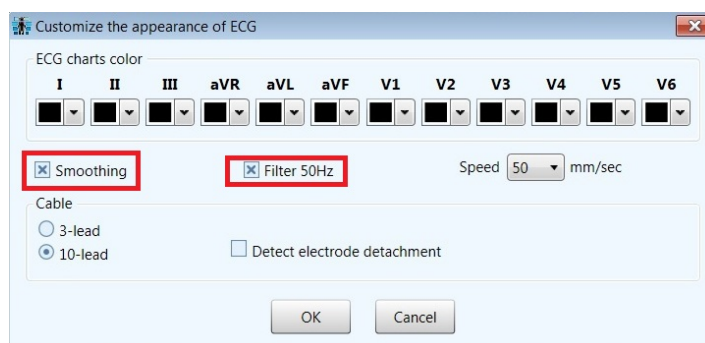 Customize the appearance of ECG
ECG charts color
I II III aVR aVL aVF V1 V2 V3 V4 V5 V6
Smoothing Filter 50Hz Speed 50 mm/sec
Cable
3-lead
10-lead Detect electrode detachment
OK Cancel